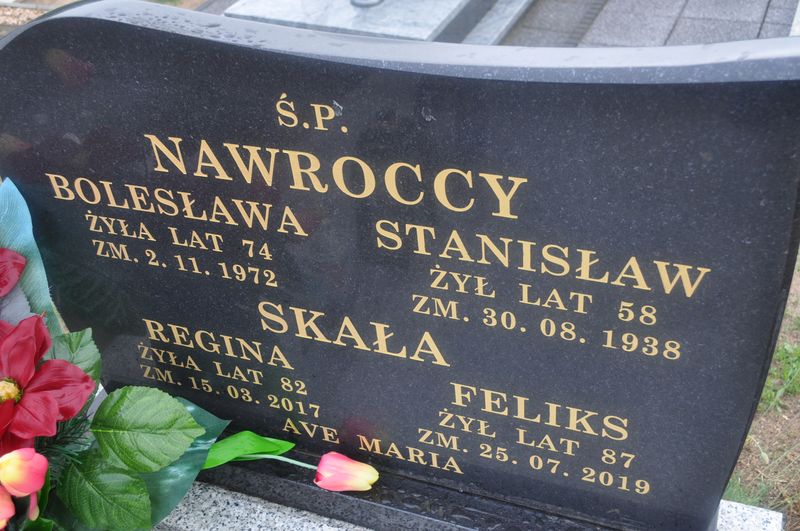 Ś.P.
NAWROCCY
BOLESŁAWA
ŻYŁA LAT 74
ZM. 2. 11. 1972
STANISŁAW
ŻYŁ LAT 58
ZM. 30. 08. 1938
SKAŁA
REGINA
ŻYŁA LAT 82
ZM. 15. 03. 2017
FELIKS
ŻYŁ LAT 87
ZM. 25. 07. 2019
AVE MARIA